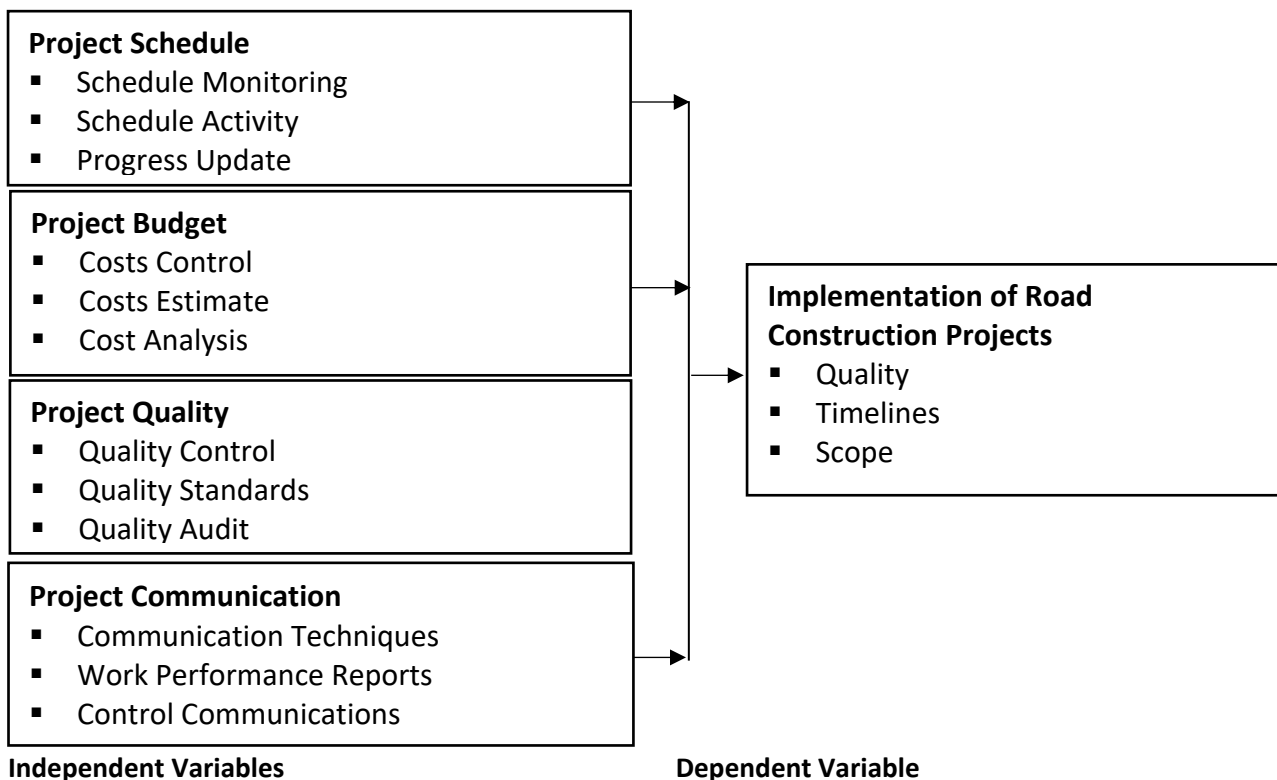 Project Schedule
▪ Schedule Monitoring
▪ Schedule Activity
▪ Progress Update
Project Budget
▪ Costs Control
▪ Costs Estimate
▪ Cost Analysis
Project Quality
▪ Quality Control
▪ Quality Standards
▪ Quality Audit
Project Communication
▪ Communication Techniques
▪ Work Performance Reports
▪ Control Communications
Implementation of Road
Construction Projects
▪ Quality
▪ Timelines
▪ Scope
Independent Variables
Dependent Variable